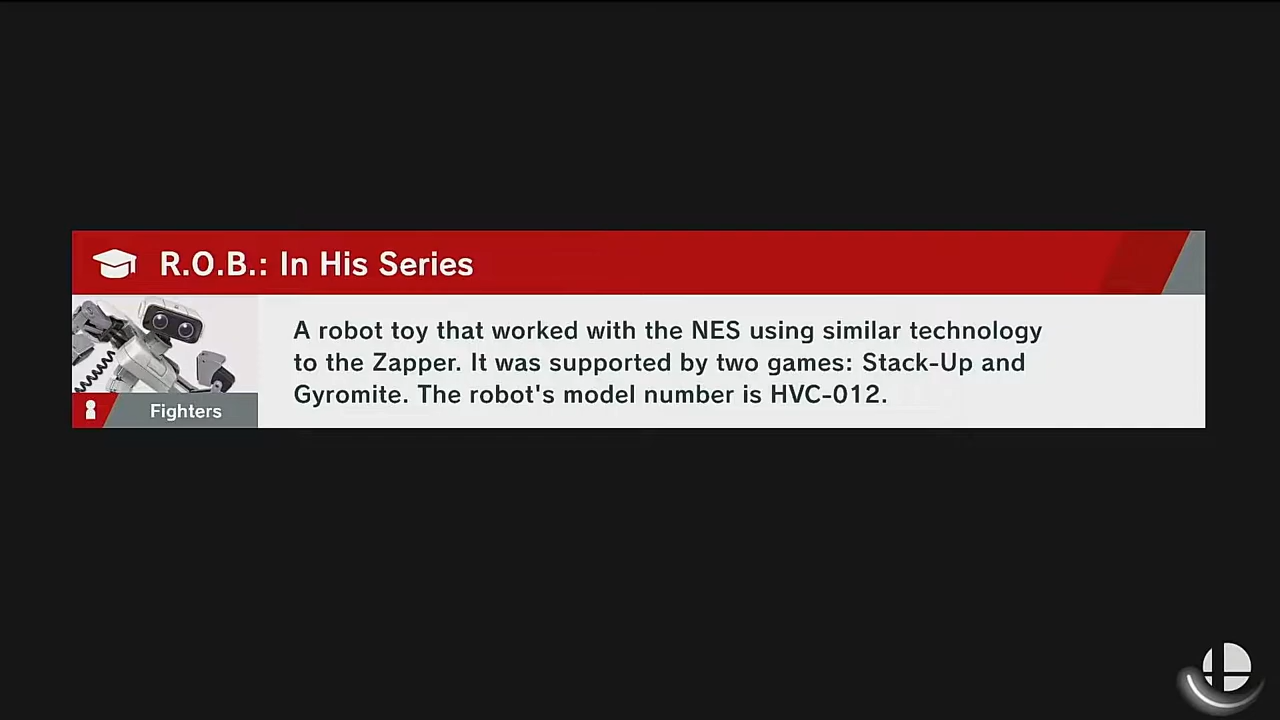 R.O.B.: In His Series
A robot toy that worked with the NES using similar technology
to the Zapper. It was supported by two games: Stack-Up and
Gyromite. The robot's model number is HVC-012.
Fighters